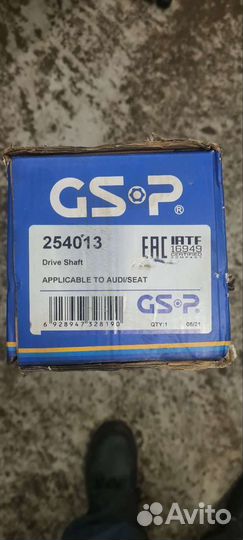 GSP®
254013
EAC IATF
16949
CERTIFIED
Drive Shaft
APPLICABLE TO AUDI/SEAT
GSP®
6 928947 328190
QTY:1 08/21
Avito